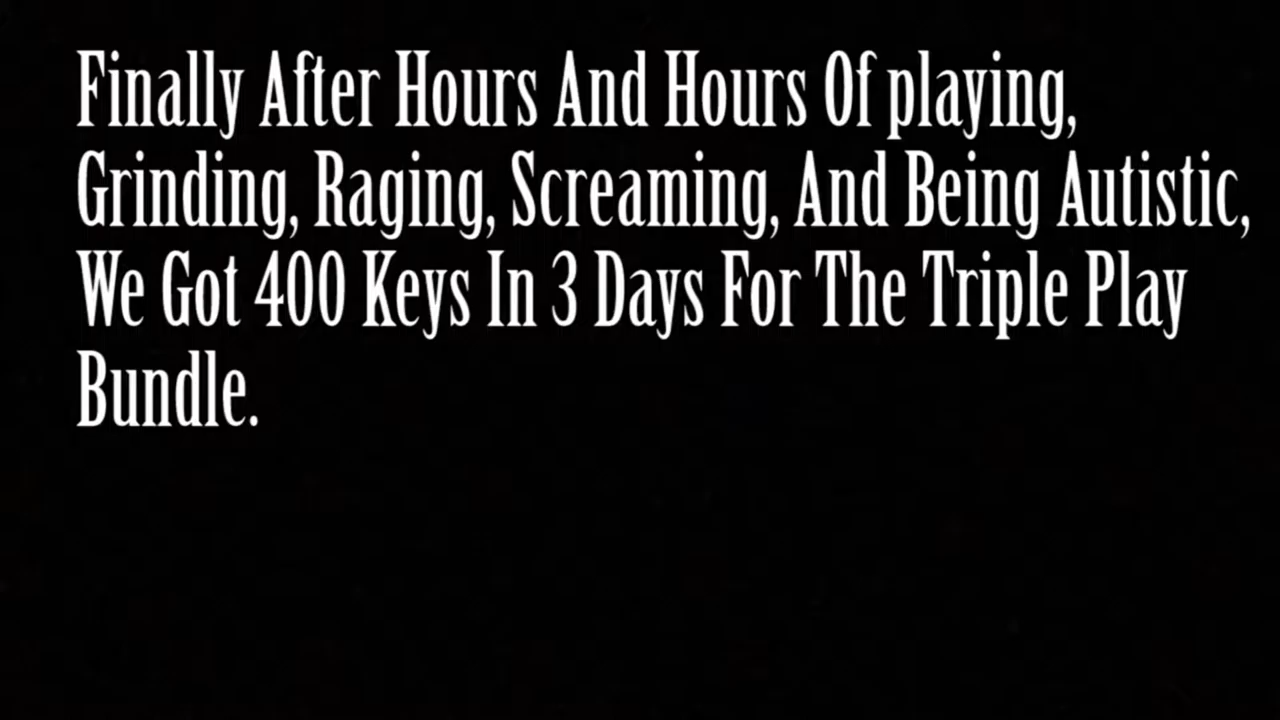 Finally After Hours And Hours Of playing,
Grinding, Raging, Screaming, And Being Autistic,
We Got 400 Keys In 3 Days For The Triple Play
Bundle.